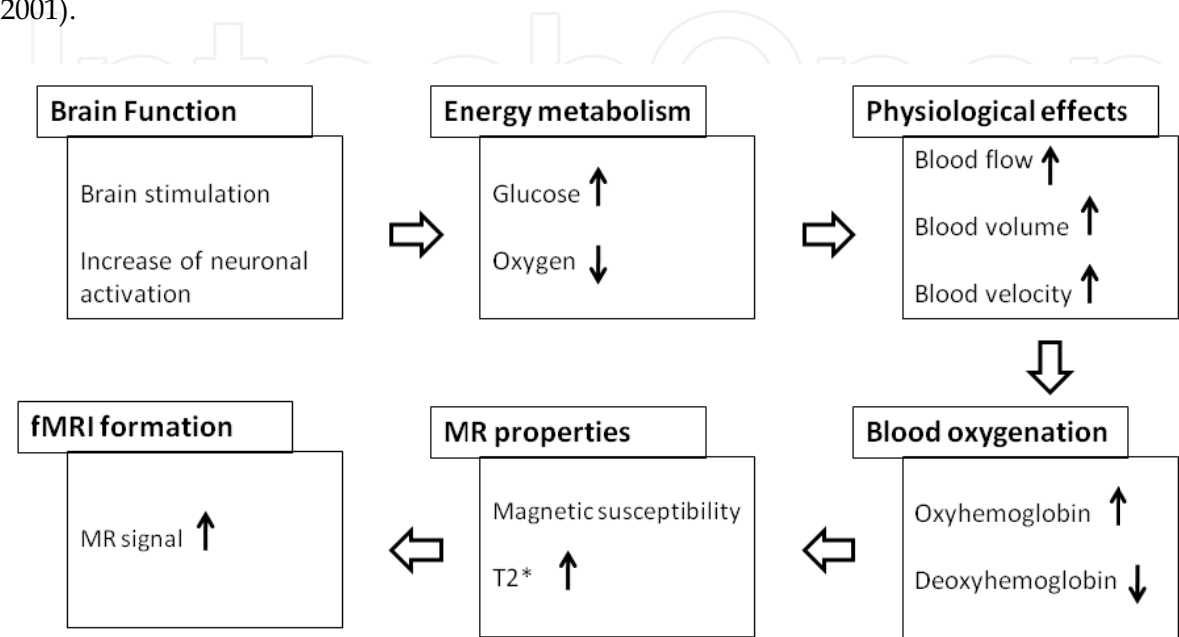 2001).
IntechOpen
Brain Function
Brain stimulation
Increase of neuronal
activation
Energy metabolism
Glucose ↑
Oxygen ↓
Physiological effects
Blood flow ↑
Blood volume ↑
Blood velocity ↑
Blood oxygenation
Oxyhemoglobin ↑
Deoxyhemoglobin ↓
MR properties
Magnetic susceptibility
T2* ↑
fMRI formation
MR signal ↑